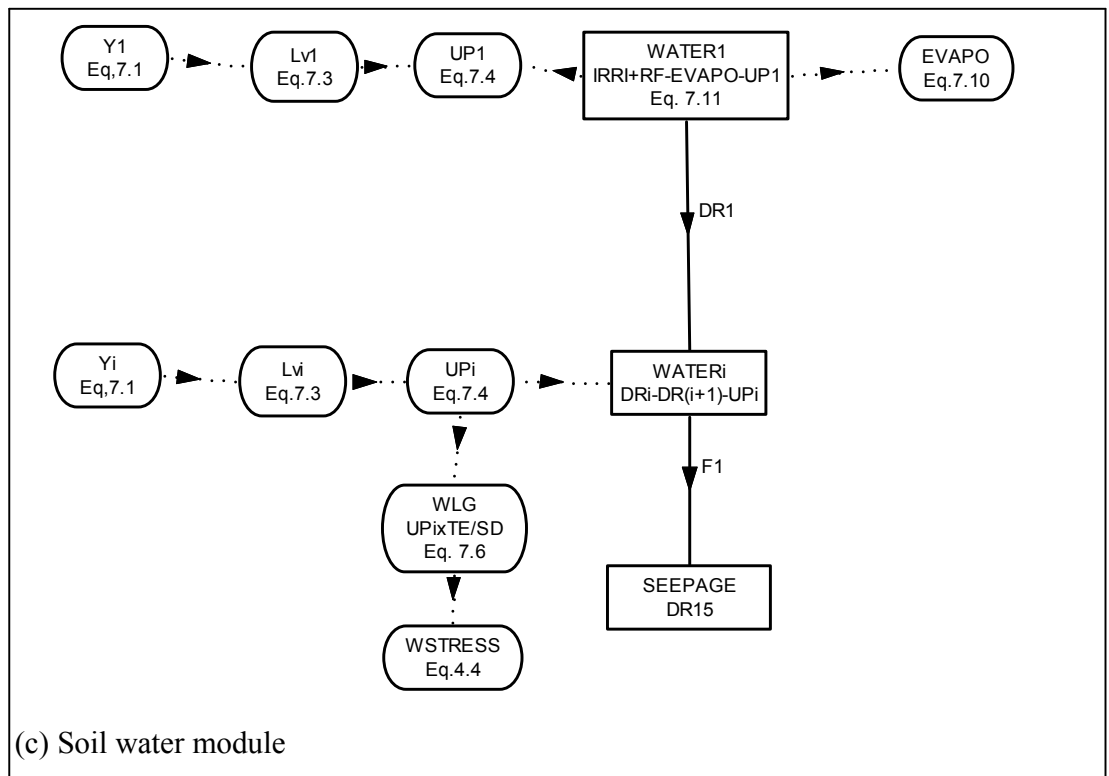 Y1
Eq,7.1
Lv1
Eq.7.3
UP1
Eq.7.4
WATER1
IRRI+RF-EVAPO-UP1
Eq. 7.11
EVAPO
Eq.7.10
DR1
Yi
Eq,7.1
Lvi
Eq.7.3
UPi
Eq.7.4
WATERi
DRi-DR(i+1)-UPi
F1
WLG
UPixTE/SD
Eq. 7.6
SEEPAGE
DR15
WSTRESS
Eq.4.4
(c) Soil water module